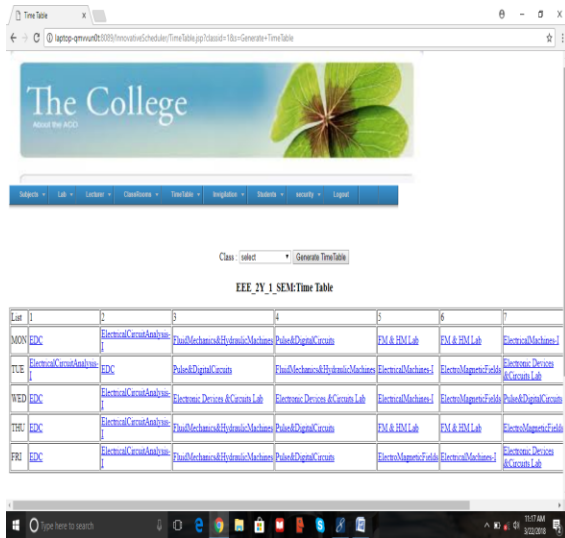 Time Table
laptop-qmvvun0t:8089/InnovativeScheduler/TimeTable.jsp?classid=1&s=Generate+TimeTable
The College
About the AOD
Subjects Lab Lecturer ClassRooms TimeTable Invigilation Students security Logout
Class : select Generate TimeTable
EEE_2Y_1_SEM:Time Table
List 1 2 3 4 5 6 7
MON EDC ElectricalCircuitAnalysis-I FluidMechanics&HydraulicMachines Pulse&DigitalCircuits FM & HM Lab FM & HM Lab ElectricalMachines-I
TUE ElectricalCircuitAnalysis-I EDC Pulse&DigitalCircuits FluidMechanics&HydraulicMachines ElectricalMachines-I ElectroMagneticFields Electronic Devices &Circuits Lab
WED EDC ElectricalCircuitAnalysis-I Electronic Devices &Circuits Lab Electronic Devices &Circuits Lab ElectricalMachines-I ElectroMagneticFields Pulse&DigitalCircuits
THU EDC ElectricalCircuitAnalysis-I FluidMechanics&HydraulicMachines Pulse&DigitalCircuits FM & HM Lab FM & HM Lab ElectroMagneticFields
FRI EDC ElectricalCircuitAnalysis-I FluidMechanics&HydraulicMachines Pulse&DigitalCircuits ElectroMagneticFields ElectricalMachines-I Electronic Devices &Circuits Lab
Type here to search
11:17 AM
3/22/2018